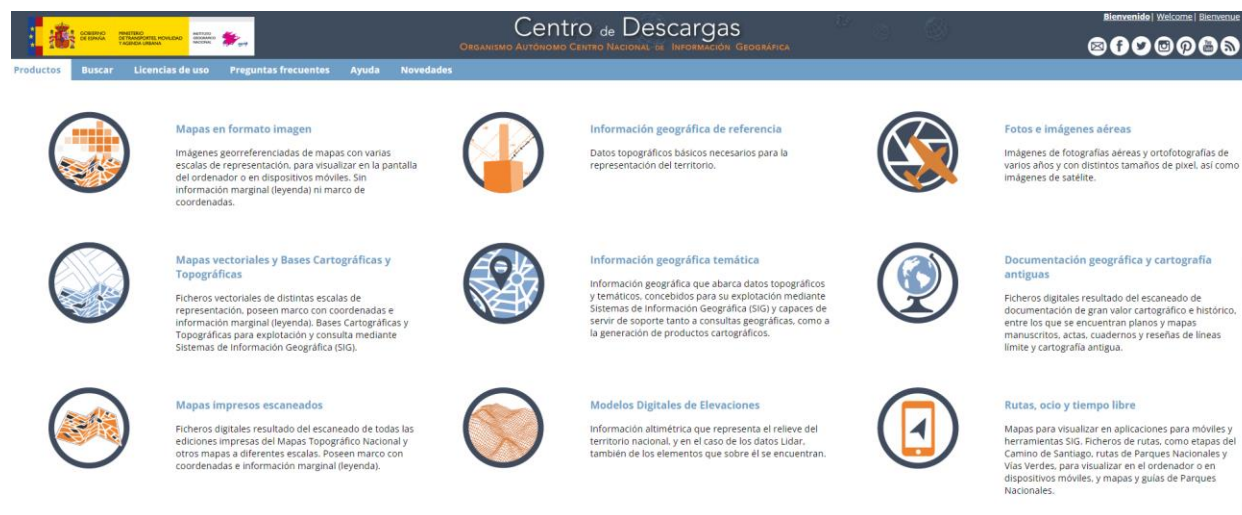 GOBIERNO
DE ESPAÑA
MINISTERIO
DE TRANSPORTES, MOVILIDAD
Y AGENDA URBANA
INSTITUTO
GEOGRÁFICO
NACIONAL
Centro de Descargas
Organismo Autónomo Centro Nacional de Información Geográfica
Bienvenido | Welcome | Bienvenue
Productos Buscar Licencias de uso Preguntas frecuentes Ayuda Novedades
Mapas en formato imagen
Imágenes georreferenciadas de mapas con varias
escalas de representación, para visualizar en la pantalla
del ordenador o en dispositivos móviles. Sin
información marginal (leyenda) ni marco de
coordenadas.
Información geográfica de referencia
Datos topográficos básicos necesarios para la
representación del territorio.
Fotos e imágenes aéreas
Imágenes de fotografías aéreas y ortofotografías de
varios años y con distintos tamaños de pixel, así como
imágenes de satélite.
Mapas vectoriales y Bases Cartográficas y
Topográficas
Ficheros vectoriales de distintas escalas de
representación, poseen marco con coordenadas e
información marginal (leyenda). Bases Cartográficas y
Topográficas para explotación y consulta mediante
Sistemas de Información Geográfica (SIG).
Información geográfica temática
Información geográfica que abarca datos topográficos
y temáticos, concebidos para su explotación mediante
Sistemas de Información Geográfica (SIG) y capaces de
servir de soporte tanto a consultas geográficas, como a
la generación de productos cartográficos.
Documentación geográfica y cartografía
antiguas
Ficheros digitales resultado del escaneado de
documentación de gran valor cartográfico e histórico,
entre los que se encuentran planos y mapas
manuscritos, actas, cuadernos y reseñas de líneas
límite y cartografía antigua.
Mapas impresos escaneados
Ficheros digitales resultado del escaneado de todas las
ediciones impresas del Mapas Topográfico Nacional y
otros mapas a diferentes escalas. Poseen marco con
coordenadas e información marginal (leyenda).
Modelos Digitales de Elevaciones
Información altimétrica que representa el relieve del
territorio nacional, y en el caso de los datos Lidar,
también de los elementos que sobre él se encuentran.
Rutas, ocio y tiempo libre
Mapas para visualizar en aplicaciones para móviles y
herramientas SIG. Ficheros de rutas, como etapas del
Camino de Santiago, rutas de Parques Nacionales y
Vías Verdes, para visualizar en el ordenador o en
dispositivos móviles, y mapas y guías de Parques
Nacionales.